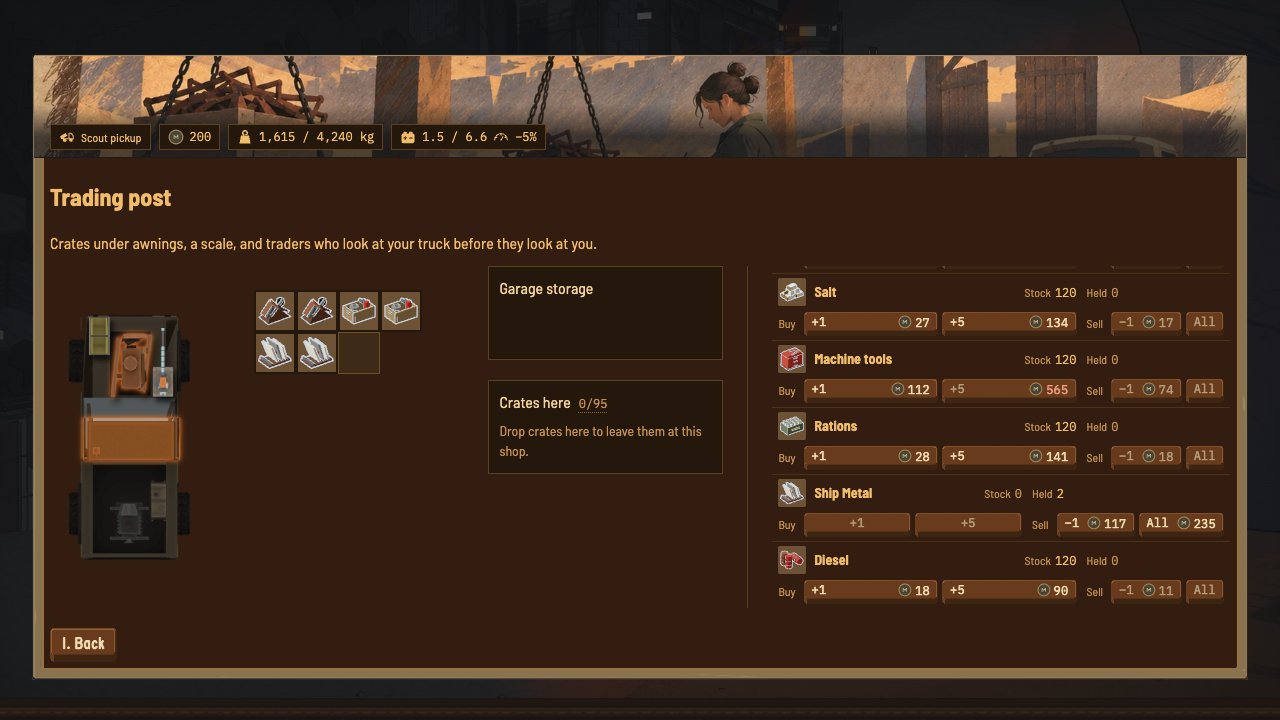 Scout pickup
200
1,615 / 4,240 kg
1.5 / 6.6 -5%
Trading post
Crates under awnings, a scale, and traders who look at your truck before they look at you.
Garage storage
Crates here 0/95
Drop crates here to leave them at this
shop.
Salt Stock 120 Held 0
Buy +1 M 27 +5 M 134 Sell -1 M 17 All
Machine tools Stock 120 Held 0
Buy +1 M 112 +5 M 565 Sell -1 M 74 All
Rations Stock 120 Held 0
Buy +1 M 28 +5 M 141 Sell -1 M 18 All
Ship Metal Stock 0 Held 2
Buy +1 +5 Sell -1 M 117 All M 235
Diesel Stock 120 Held 0
Buy +1 M 18 +5 M 90 Sell -1 M 11 All
1. Back